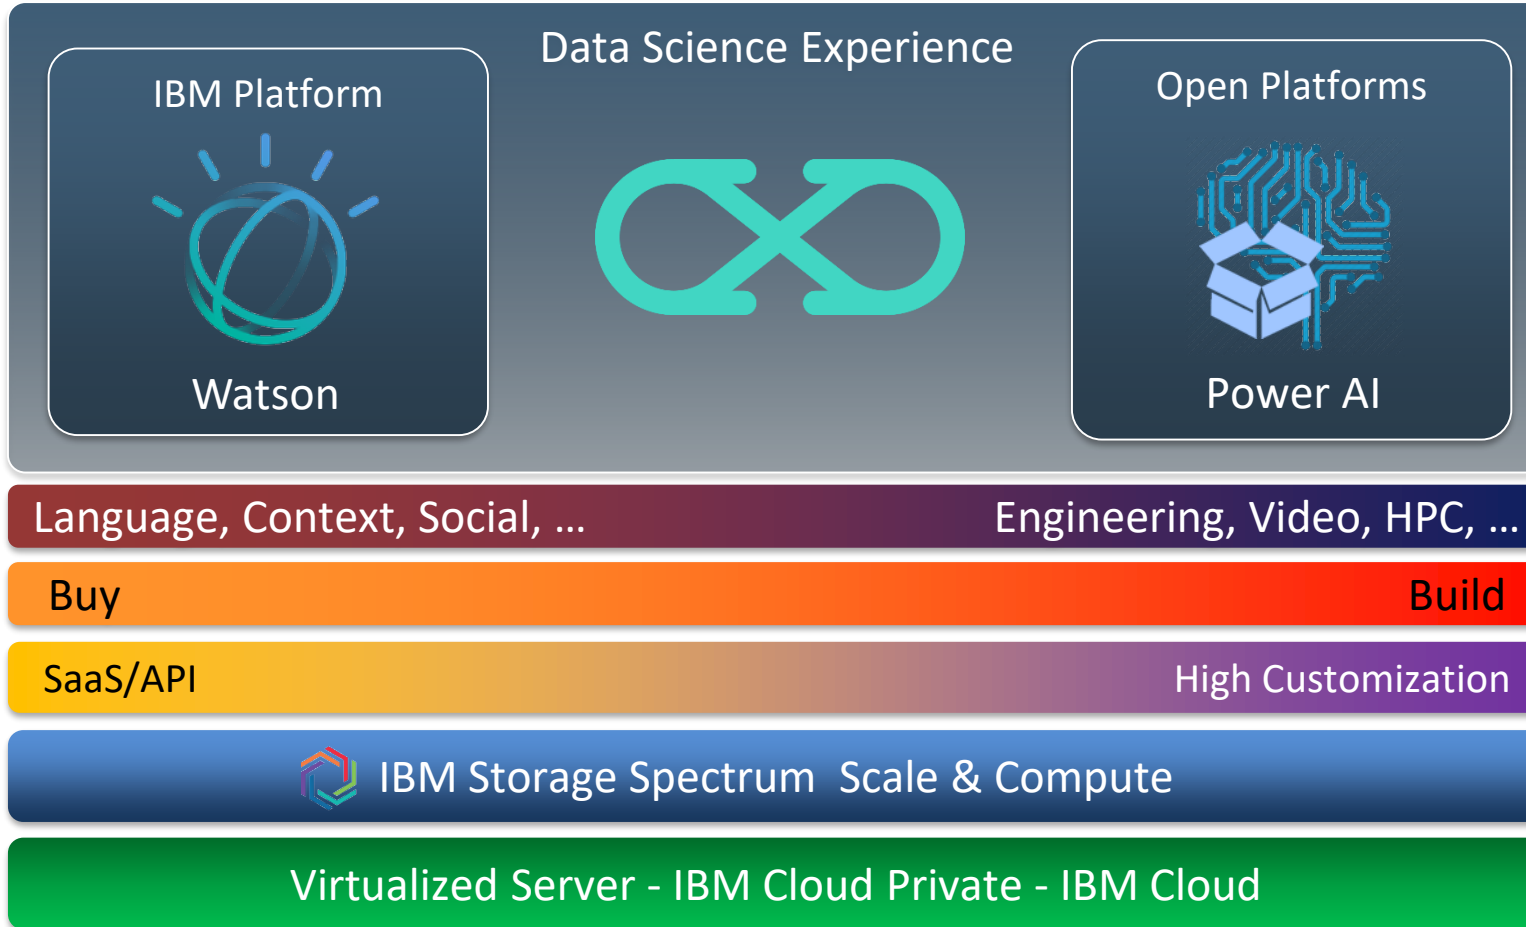 Data Science Experience
IBM Platform
Watson
Open Platforms
Power AI
Language, Context, Social, ...
Engineering, Video, HPC, ...
Buy
Build
SaaS/API
High Customization
IBM Storage Spectrum  Scale & Compute
Virtualized Server - IBM Cloud Private - IBM Cloud